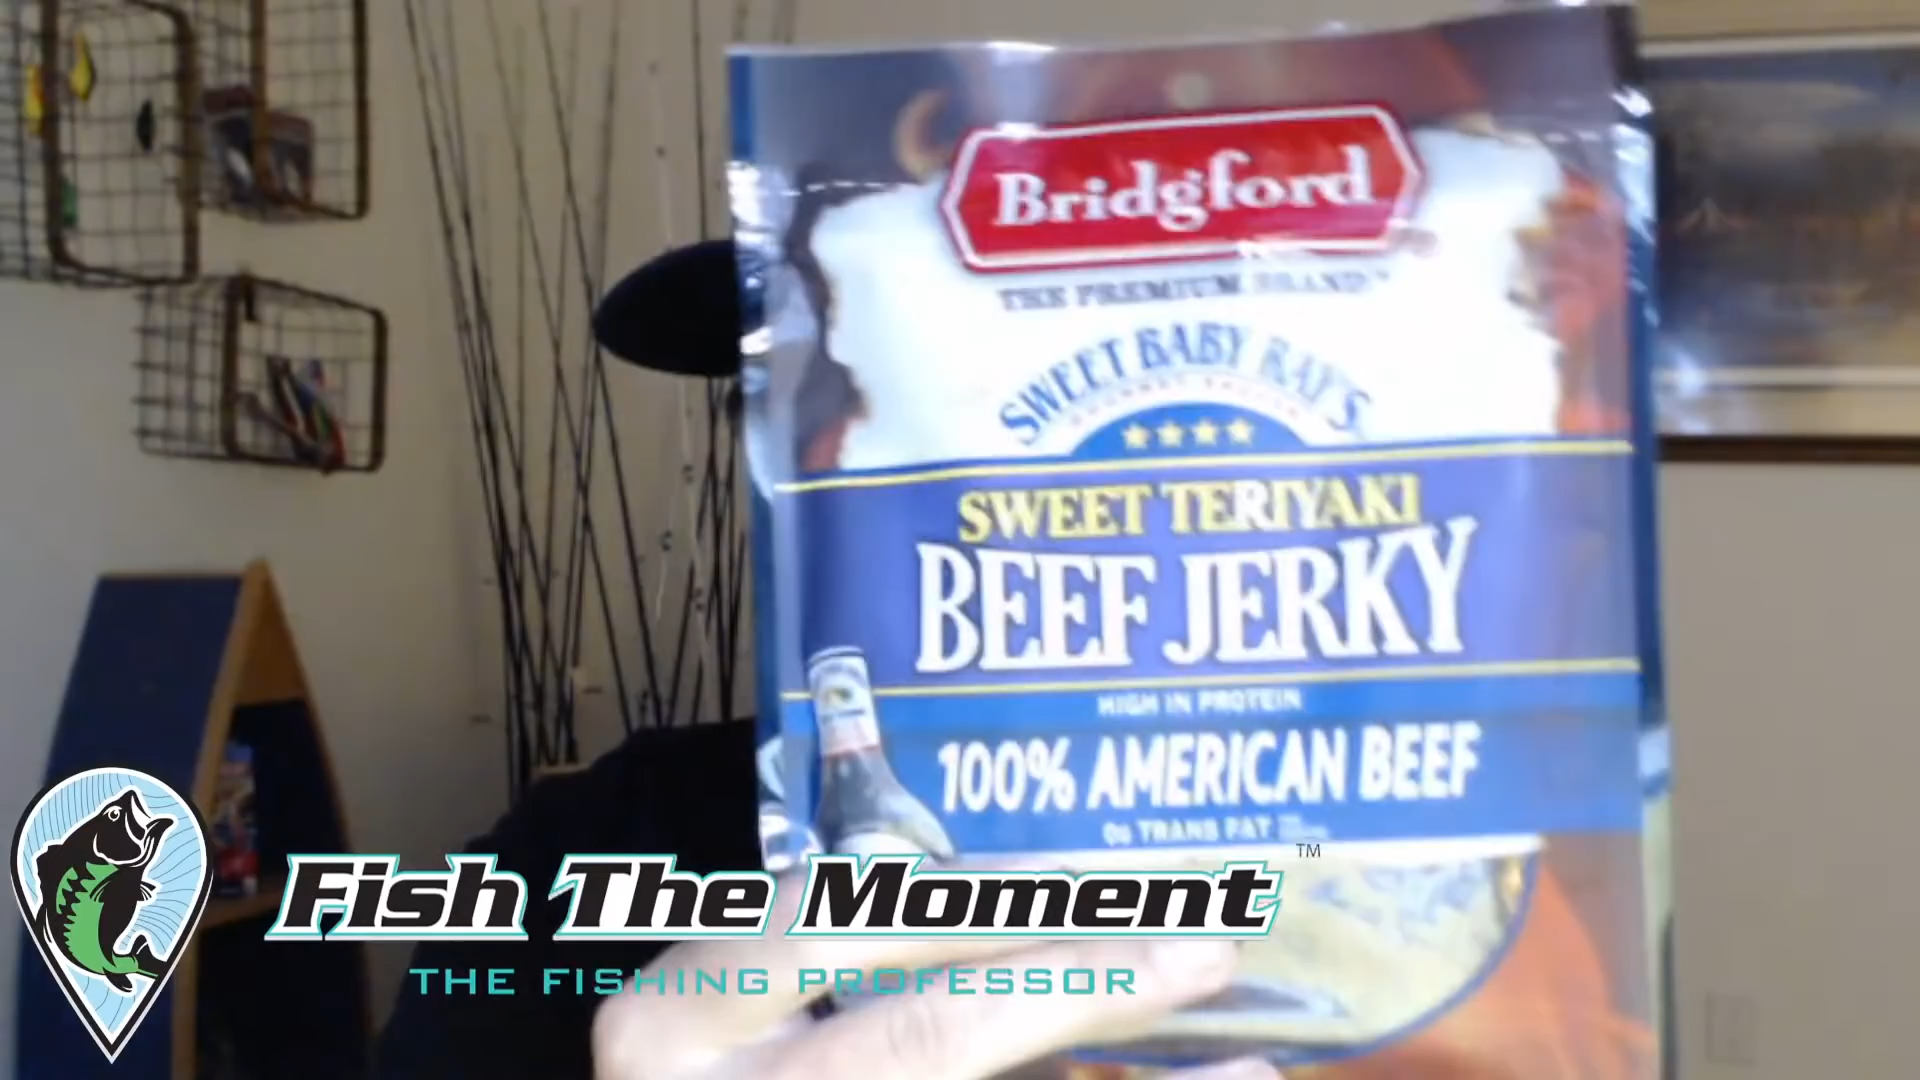 Bridgford
THE PREMIUM BRAND
SWEET BABY RAY'S
SWEET TERIYAKI
BEEF JERKY
HIGH IN PROTEIN
100% AMERICAN BEEF
0g TRANS FAT
Fish The Moment™
THE FISHING PROFESSOR